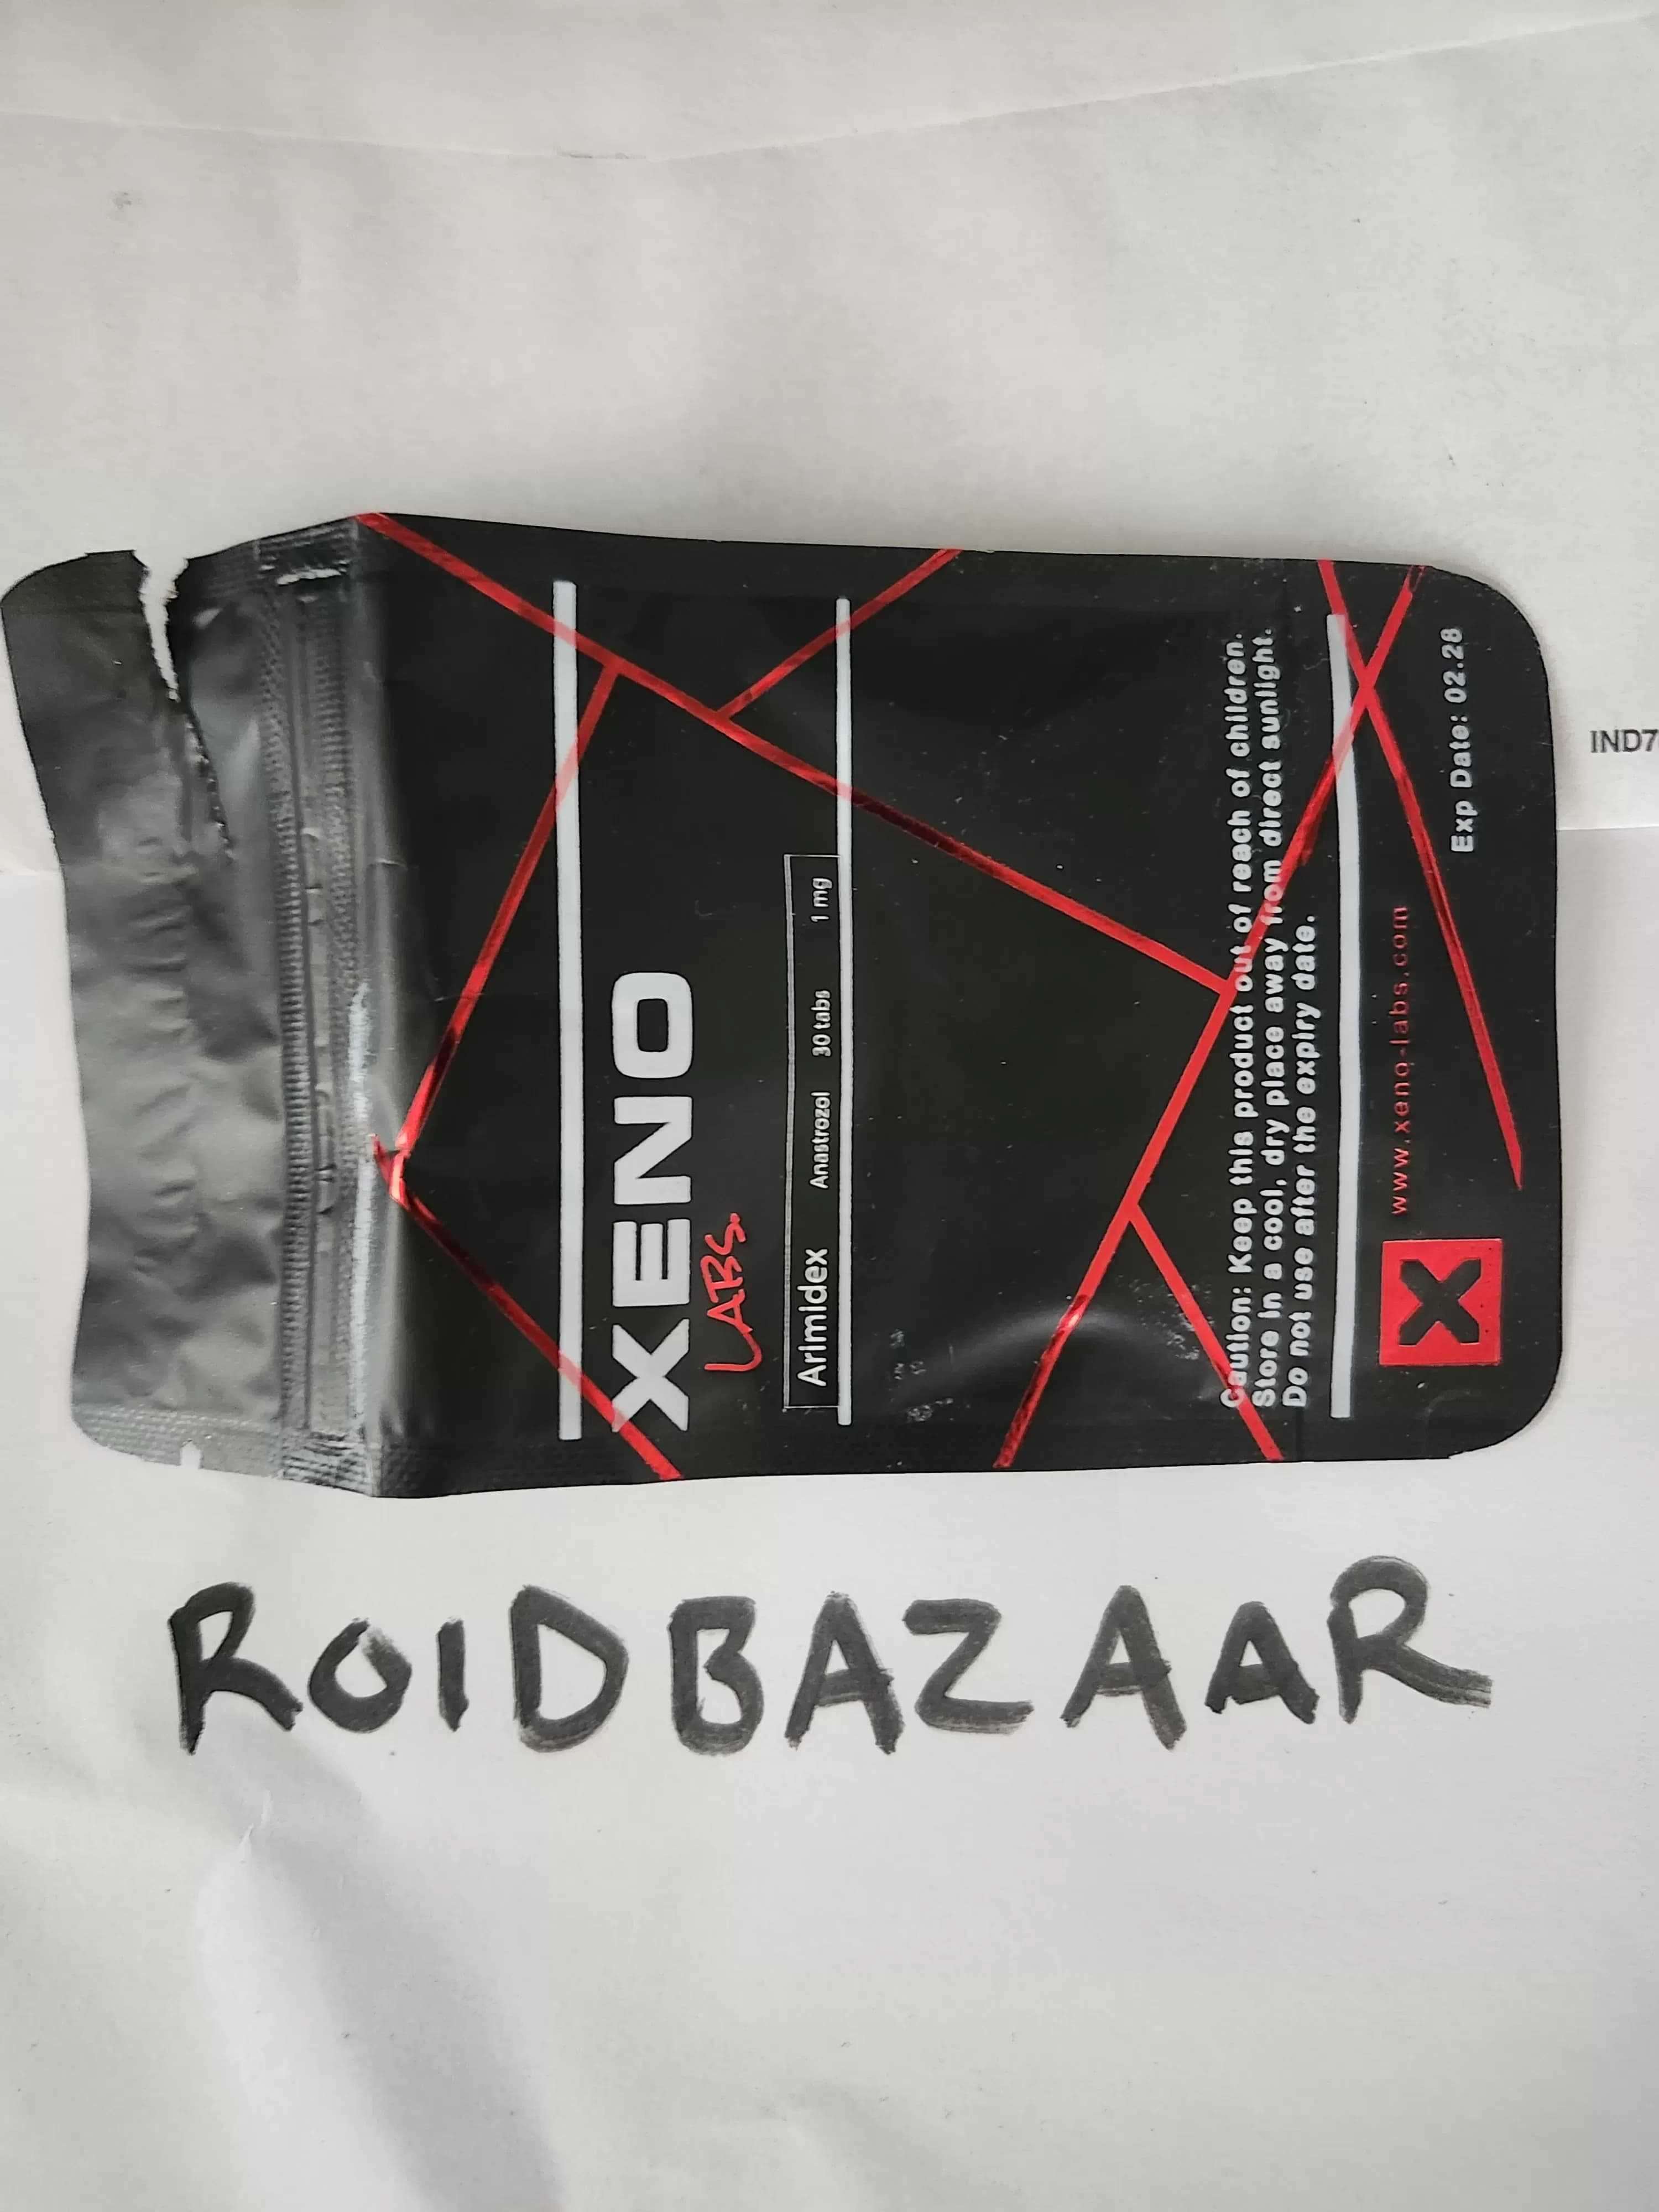 XENO
LABS.
Arimidex Anastrozol 30 tabs 1 mg
Caution: Keep this product out of reach of children.
Store in a cool, dry place away from direct sunlight.
Do not use after the expiry date.
www.xeno-labs.com
Exp Date: 02.28
X
ROIDBAZAAR